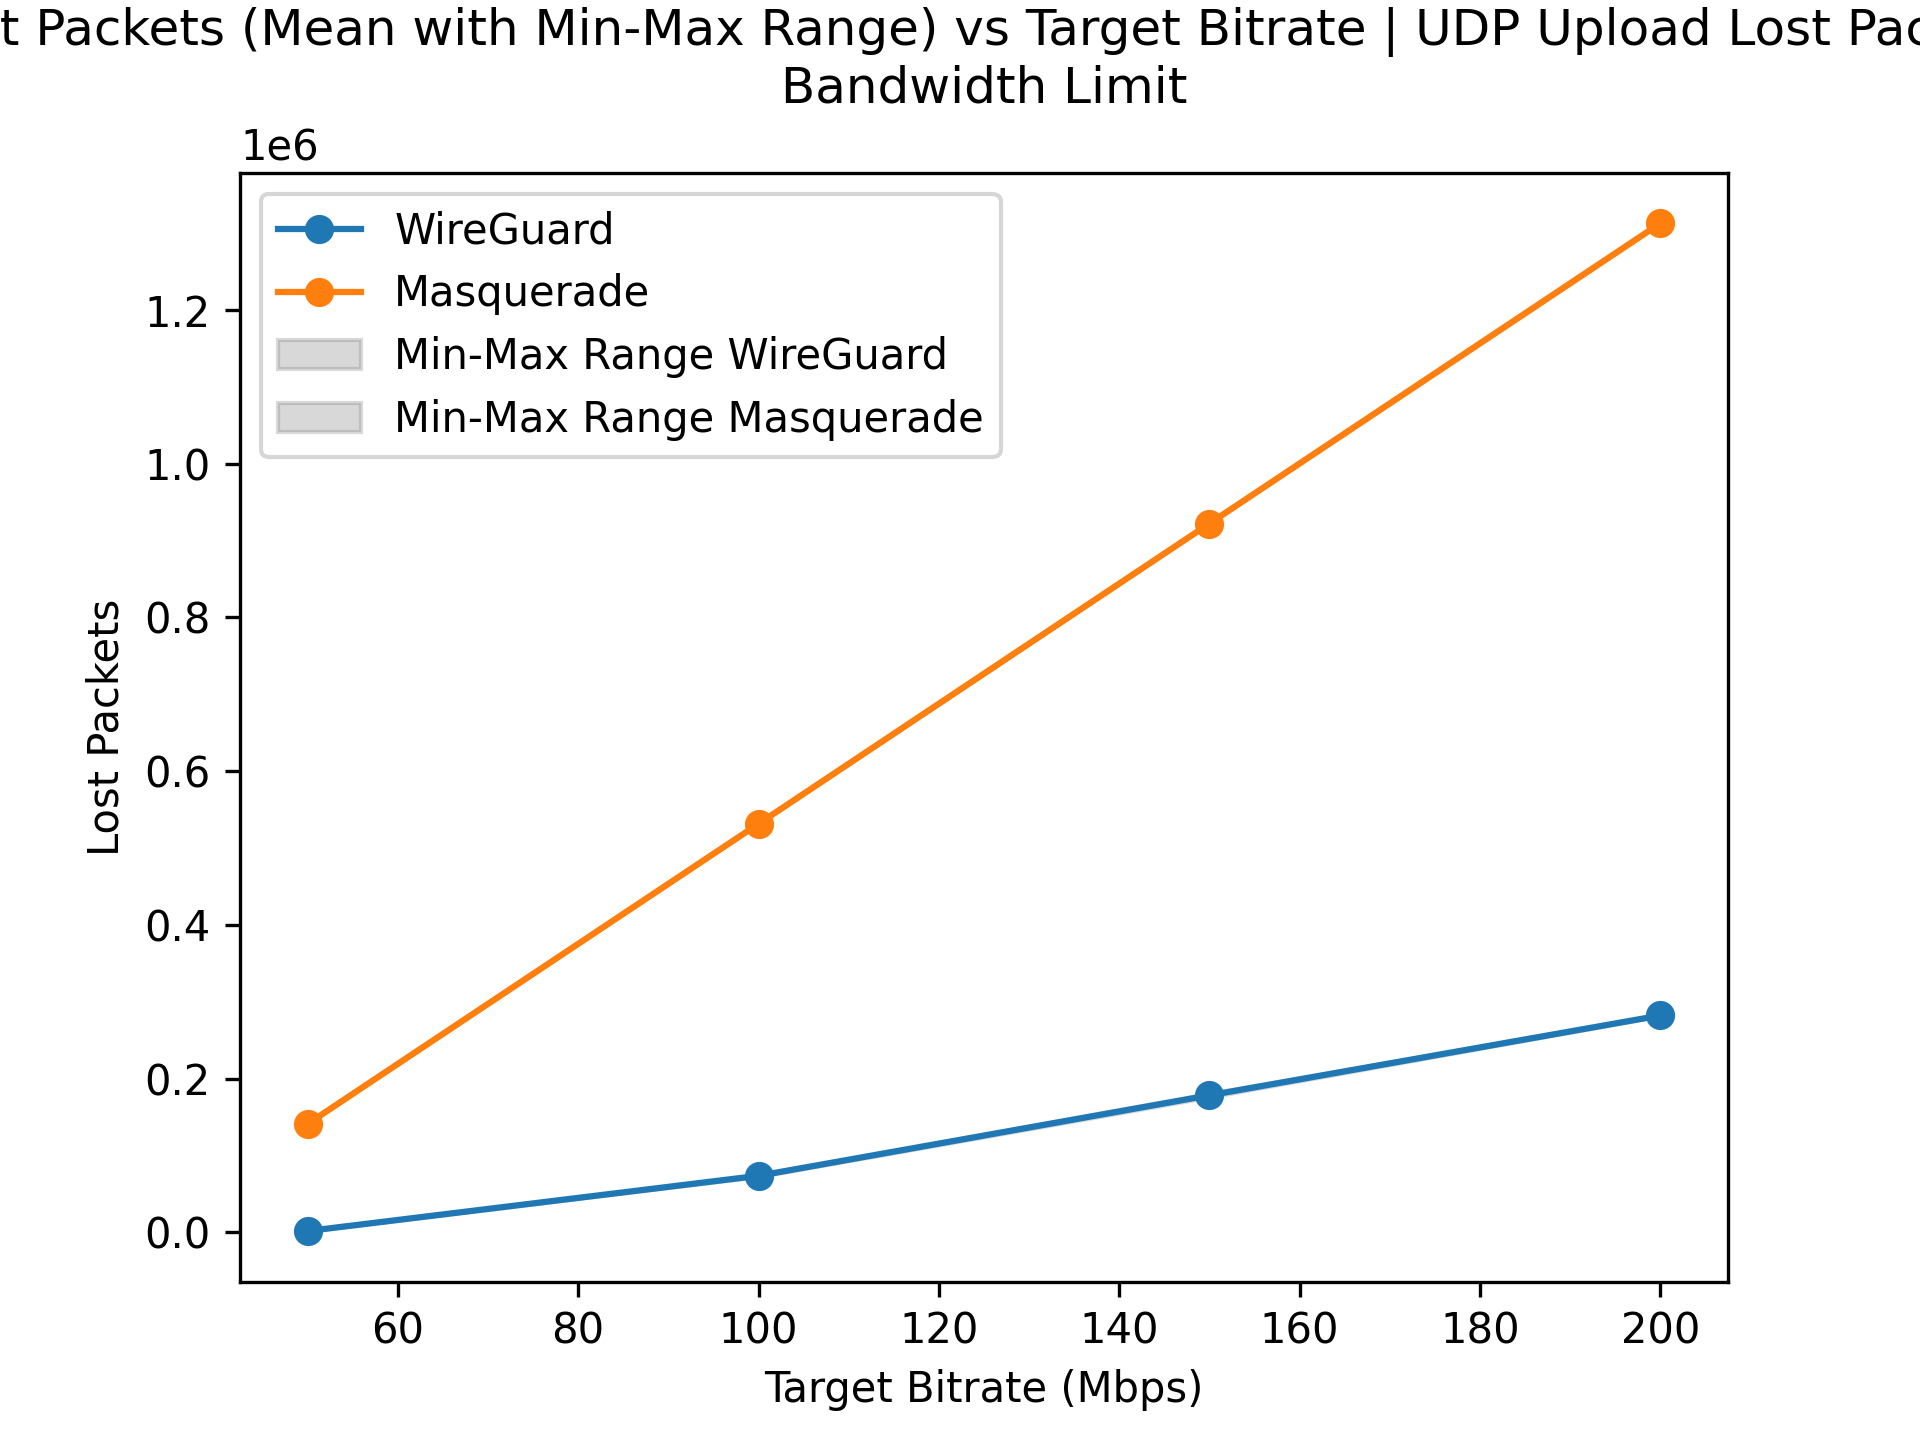 t Packets (Mean with Min-Max Range) vs Target Bitrate | UDP Upload Lost Pac
Bandwidth Limit
1e6
WireGuard
Masquerade
Min-Max Range WireGuard
Min-Max Range Masquerade
1.2
1.0
0.8
0.6
0.4
0.2
0.0
Lost Packets
60 80 100 120 140 160 180 200
Target Bitrate (Mbps)